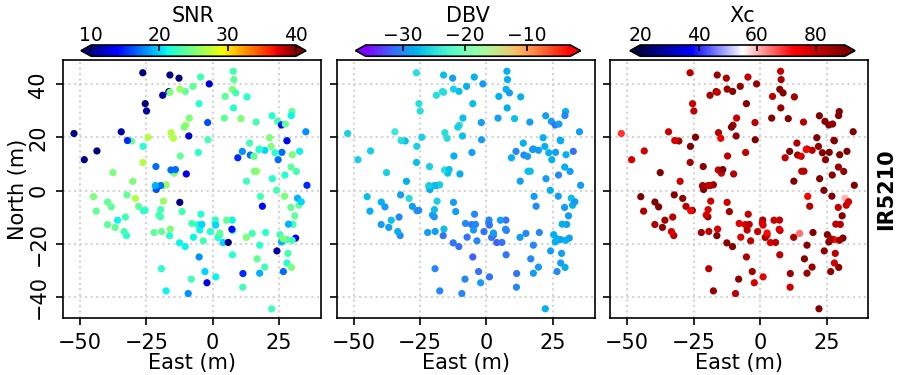 SNR DBV Xc
10 20 30 40 −30 −20 −10 20 40 60 80
40
20
0
−20
−40
North (m)
−50 −25 0 25 −50 −25 0 25 −50 −25 0 25
East (m) East (m) East (m)
IR5210